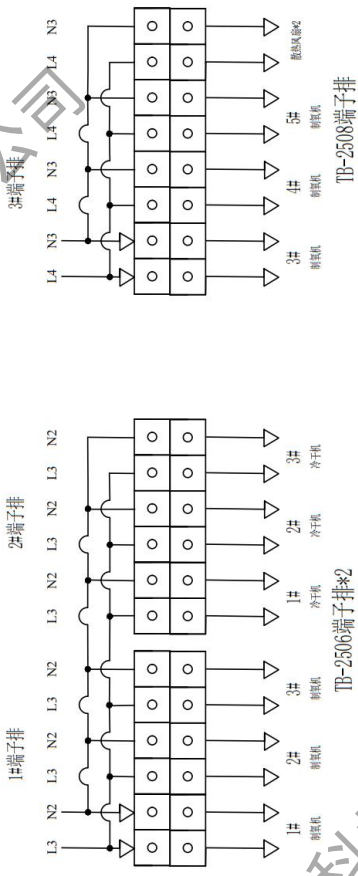 1#端子排
2#端子排
3#端子排
L3 N2 L3 N2 L3 N2 L3 N2 L3 N2 L3 N2
L4 N3 L4 N3 L4 N3 L4 N3
1# 2# 3# 1# 2# 3#
制氧机 制氧机 制氧机 冷干机 冷干机 冷干机
3# 4# 5# 散热风扇*2
制氧机 制氧机 制氧机
TB-2506端子排*2
TB-2508端子排
公司
科